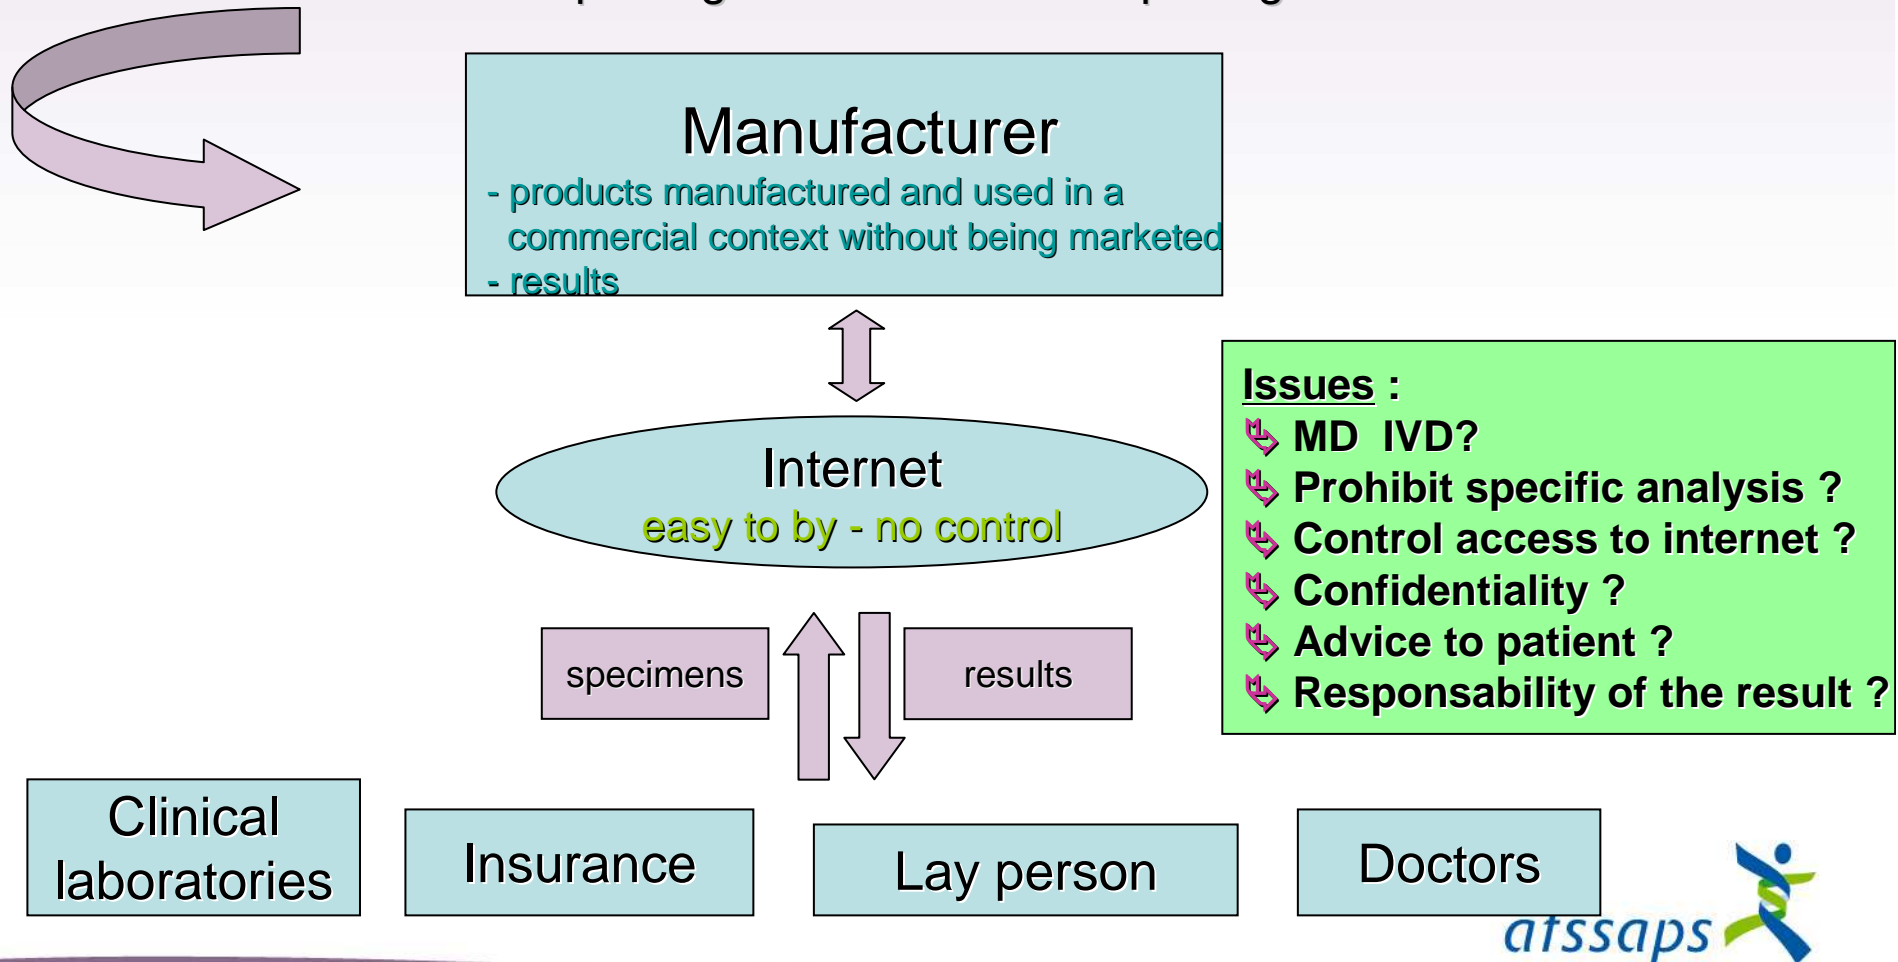 Manufacturer
- products manufactured and used in a
commercial context without being marketed
- results
Internet
easy to by - no control
Issues :
MD IVD?
Prohibit specific analysis ?
Control access to internet ?
Confidentiality ?
Advice to patient ?
Responsability of the result ?
specimens
results
Clinical
laboratories
Insurance
Lay person
Doctors
afssaps